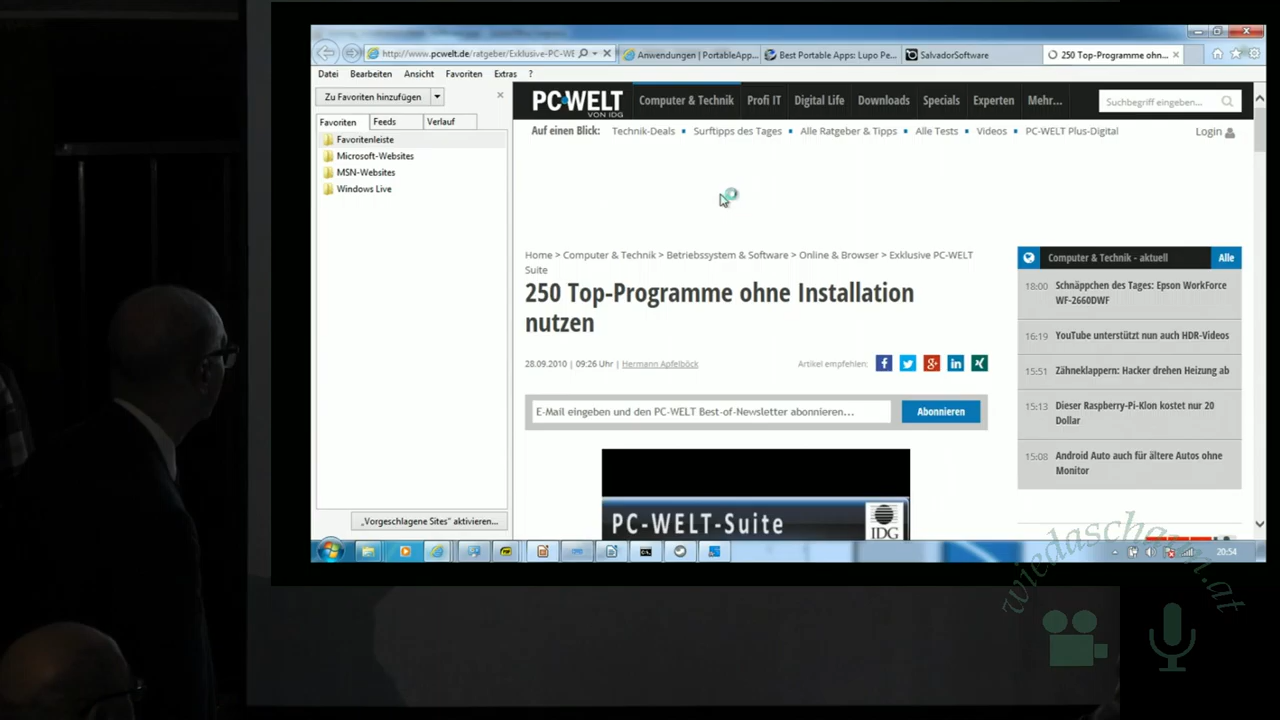 http://www.pcwelt.de/ratgeber/Exklusive-PC-WE
Anwendungen | PortableApp...
Best Portable Apps: Lupo Pe...
SalvadorSoftware
250 Top-Programme ohn...
Datei Bearbeiten Ansicht Favoriten Extras ?
Zu Favoriten hinzufügen
Favoriten Feeds Verlauf
Favoritenleiste
Microsoft-Websites
MSN-Websites
Windows Live
„Vorgeschlagene Sites“ aktivieren...
PC WELT
VON IDG
Computer & Technik Profi IT Digital Life Downloads Specials Experten Mehr...
Suchbegriff eingeben...
Auf einen Blick: Technik-Deals Surftipps des Tages Alle Ratgeber & Tipps Alle Tests Videos PC-WELT Plus-Digital
Login
Home > Computer & Technik > Betriebssystem & Software > Online & Browser > Exklusive PC-WELT
Suite
250 Top-Programme ohne Installation
nutzen
28.09.2010 | 09:26 Uhr | Hermann Apfelböck
Artikel empfehlen:
E-Mail eingeben und den PC-WELT Best-of-Newsletter abonnieren...
Abonnieren
PC-WELT-Suite
IDG
Computer & Technik - aktuell
Alle
18:00 Schnäppchen des Tages: Epson WorkForce
WF-2660DWF
16:19 YouTube unterstützt nun auch HDR-Videos
15:51 Zähneklappern: Hacker drehen Heizung ab
15:13 Dieser Raspberry-Pi-Klon kostet nur 20
Dollar
15:08 Android Auto auch für ältere Autos ohne
Monitor
20:54
wiedaschauen.at